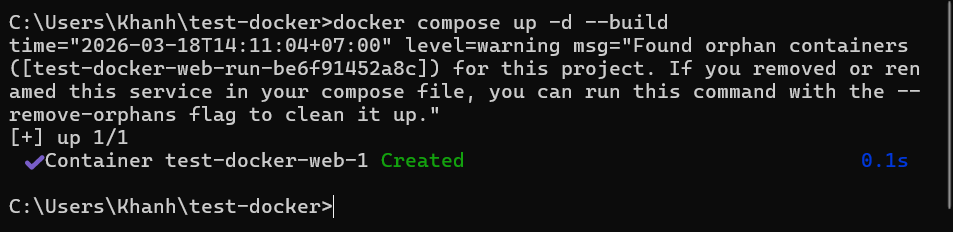 C:\Users\Khanh\test-docker>docker compose up -d --build
time="2026-03-18T14:11:04+07:00" level=warning msg="Found orphan containers
([test-docker-web-run-be6f91452a8c]) for this project. If you removed or ren
amed this service in your compose file, you can run this command with the --
remove-orphans flag to clean it up."
[+] up 1/1
✔Container test-docker-web-1 Created 0.1s
C:\Users\Khanh\test-docker>